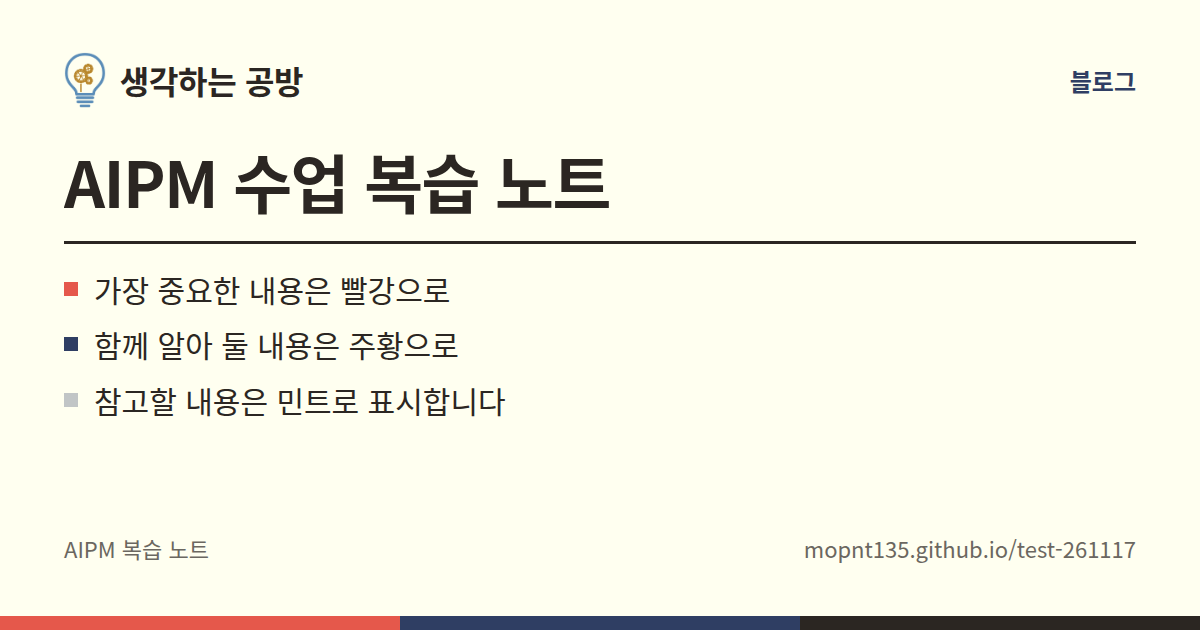 생각하는 공방
블로그
AIPM 수업 복습 노트
가장 중요한 내용은 빨강으로
함께 알아 둘 내용은 주황으로
참고할 내용은 민트로 표시합니다
AIPM 복습 노트
mopnt135.github.io/test-261117